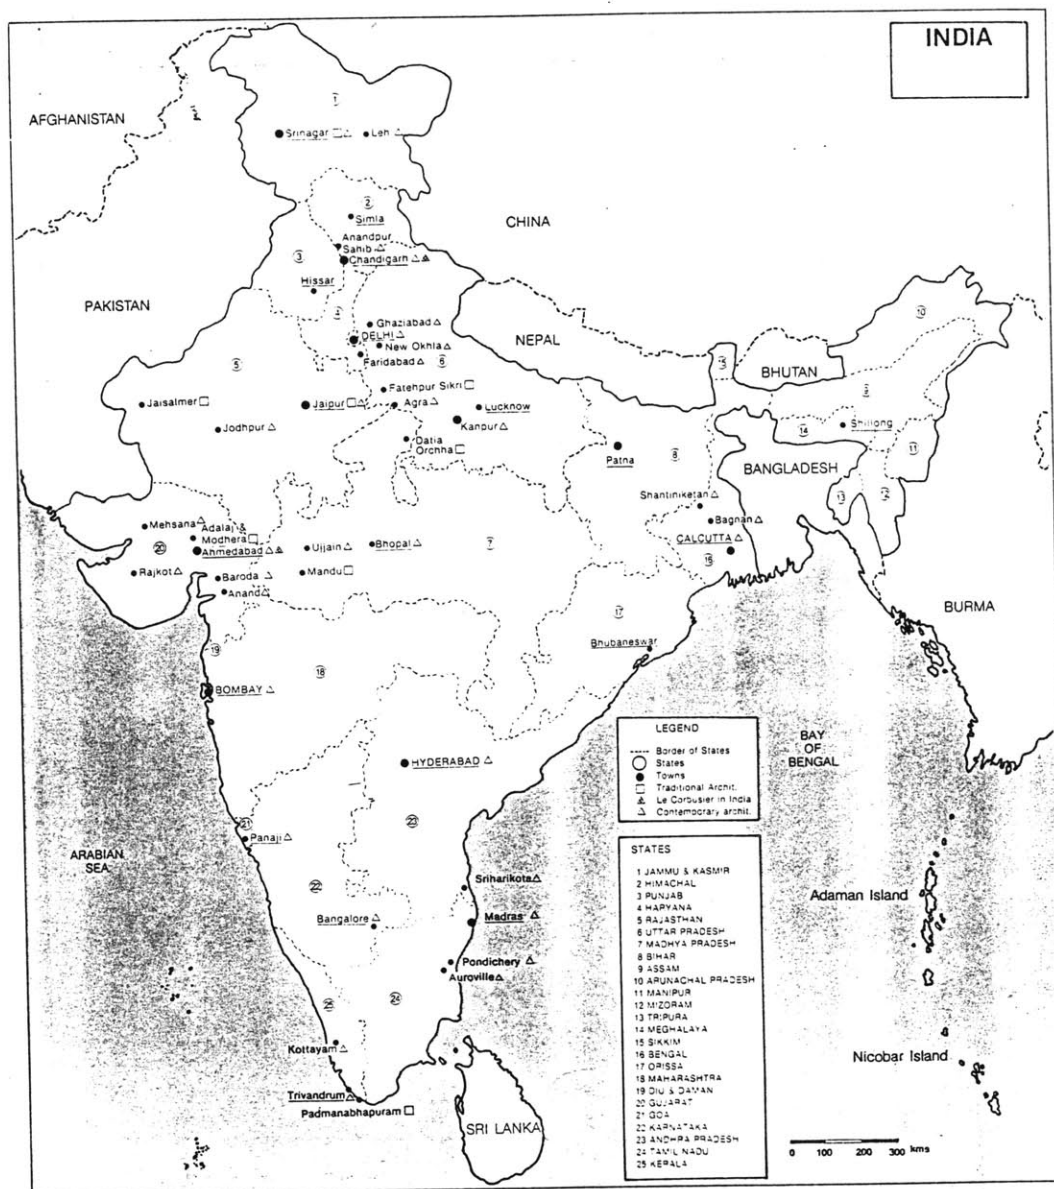 INDIA
AFGHANISTAN
1
Srinagar
Leh
2
Simla
CHINA
Anandpur
Sahib
3
Chandigarh
Hissar
PAKISTAN
10
4
Ghaziabad
DELHI
New Okhla
NEPAL
Faridabad
6
5
BHUTAN
Fatehpur Sikri
Jaisalmer
Jaipur
Agra
Lucknow
Jodhpur
Kanpur
14
Shillong
Datia
Orchha
Patna
8
11
BANGLADESH
Shantiniketan
Mehsana
Adalaj &
Modhera
Bagnan
20
Ahmedabad
Ujjain
Bhopal
7
CALCUTTA
16
Rajkot
Baroda
Mandu
Anand
17
BURMA
19
Bhubaneswar
18
BOMBAY
LEGEND
Border of States
States
Towns
Traditional Archit.
Le Corbusier in India
Contemporary archit.
BAY
OF
BENGAL
HYDERABAD
21
23
Panaji
ARABIAN
SEA
22
Sriharikota
Bangalore
Madras
Pondichery
Auroville
24
25
Kottayam
Trivandrum
Padmanabhapuram
SRI LANKA
STATES
1 JAMMU & KASMIR
2 HIMACHAL
3 PUNJAB
4 HARYANA
5 RAJASTHAN
6 UTTAR PRADESH
7 MADHYA PRADESH
8 BIHAR
9 ASSAM
10 ARUNACHAL PRADESH
11 MANIPUR
12 MIZORAM
13 TRIPURA
14 MEGHALAYA
15 SIKKIM
16 BENGAL
17 ORISSA
18 MAHARASHTRA
19 DIU & DAMAN
20 GUJARAT
21 GOA
22 KARNATAKA
23 ANDHRA PRADESH
24 TAMIL NADU
25 KERALA
Adaman Island
Nicobar Island
0 100 200 300 kms